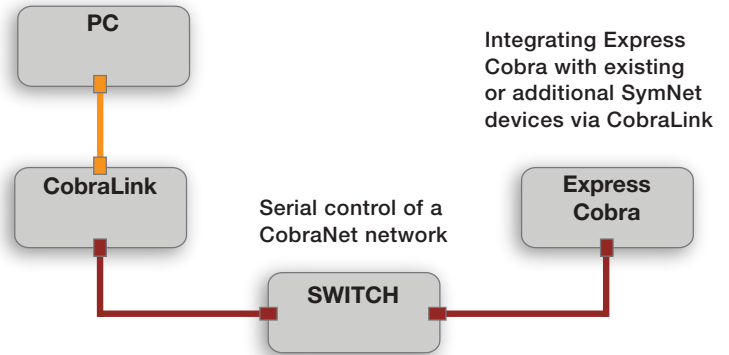 PC
Integrating Express
Cobra with existing
or additional SymNet
devices via CobraLink
CobraLink
Serial control of a
CobraNet network
Express
Cobra
SWITCH